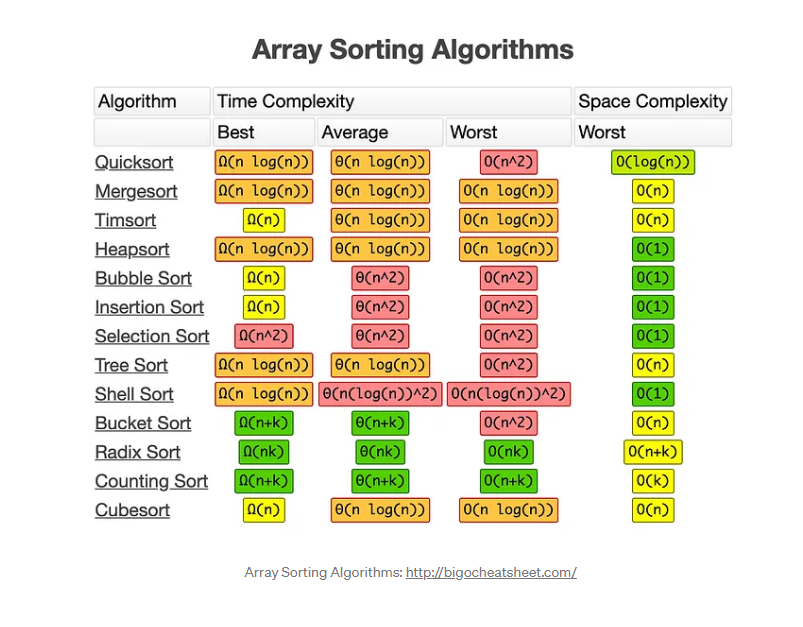 Array Sorting Algorithms
Algorithm Time Complexity Space Complexity
Best Average Worst Worst
Quicksort Ω(n log(n)) θ(n log(n)) O(n^2) O(log(n))
Mergesort Ω(n log(n)) θ(n log(n)) O(n log(n)) O(n)
Timsort Ω(n) θ(n log(n)) O(n log(n)) O(n)
Heapsort Ω(n log(n)) θ(n log(n)) O(n log(n)) O(1)
Bubble Sort Ω(n) θ(n^2) O(n^2) O(1)
Insertion Sort Ω(n) θ(n^2) O(n^2) O(1)
Selection Sort Ω(n^2) θ(n^2) O(n^2) O(1)
Tree Sort Ω(n log(n)) θ(n log(n)) O(n^2) O(n)
Shell Sort Ω(n log(n)) θ(n(log(n))^2) O(n(log(n))^2) O(1)
Bucket Sort Ω(n+k) θ(n+k) O(n^2) O(n)
Radix Sort Ω(nk) θ(nk) O(nk) O(n+k)
Counting Sort Ω(n+k) θ(n+k) O(n+k) O(k)
Cubesort Ω(n) θ(n log(n)) O(n log(n)) O(n)
Array Sorting Algorithms: http://bigocheatsheet.com/